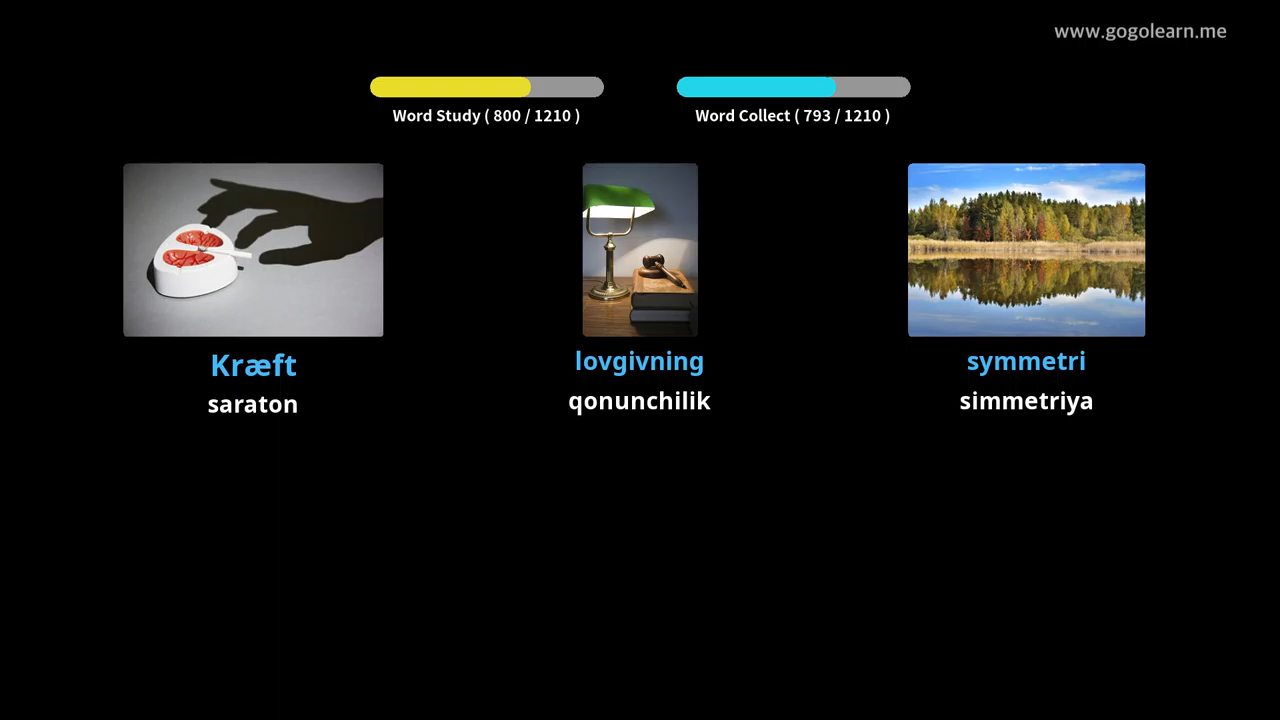 www.gogolearn.me
Word Study ( 800 / 1210 )
Word Collect ( 793 / 1210 )
Kræft
saraton
lovgivning
qonunchilik
symmetri
simmetriya